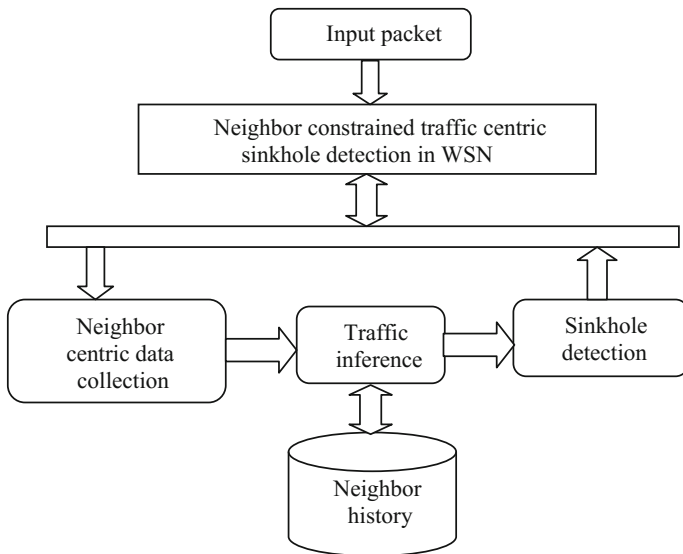 Input packet
Neighbor constrained traffic centric
sinkhole detection in WSN
Neighbor
centric data
collection
Traffic
inference
Sinkhole
detection
Neighbor
history